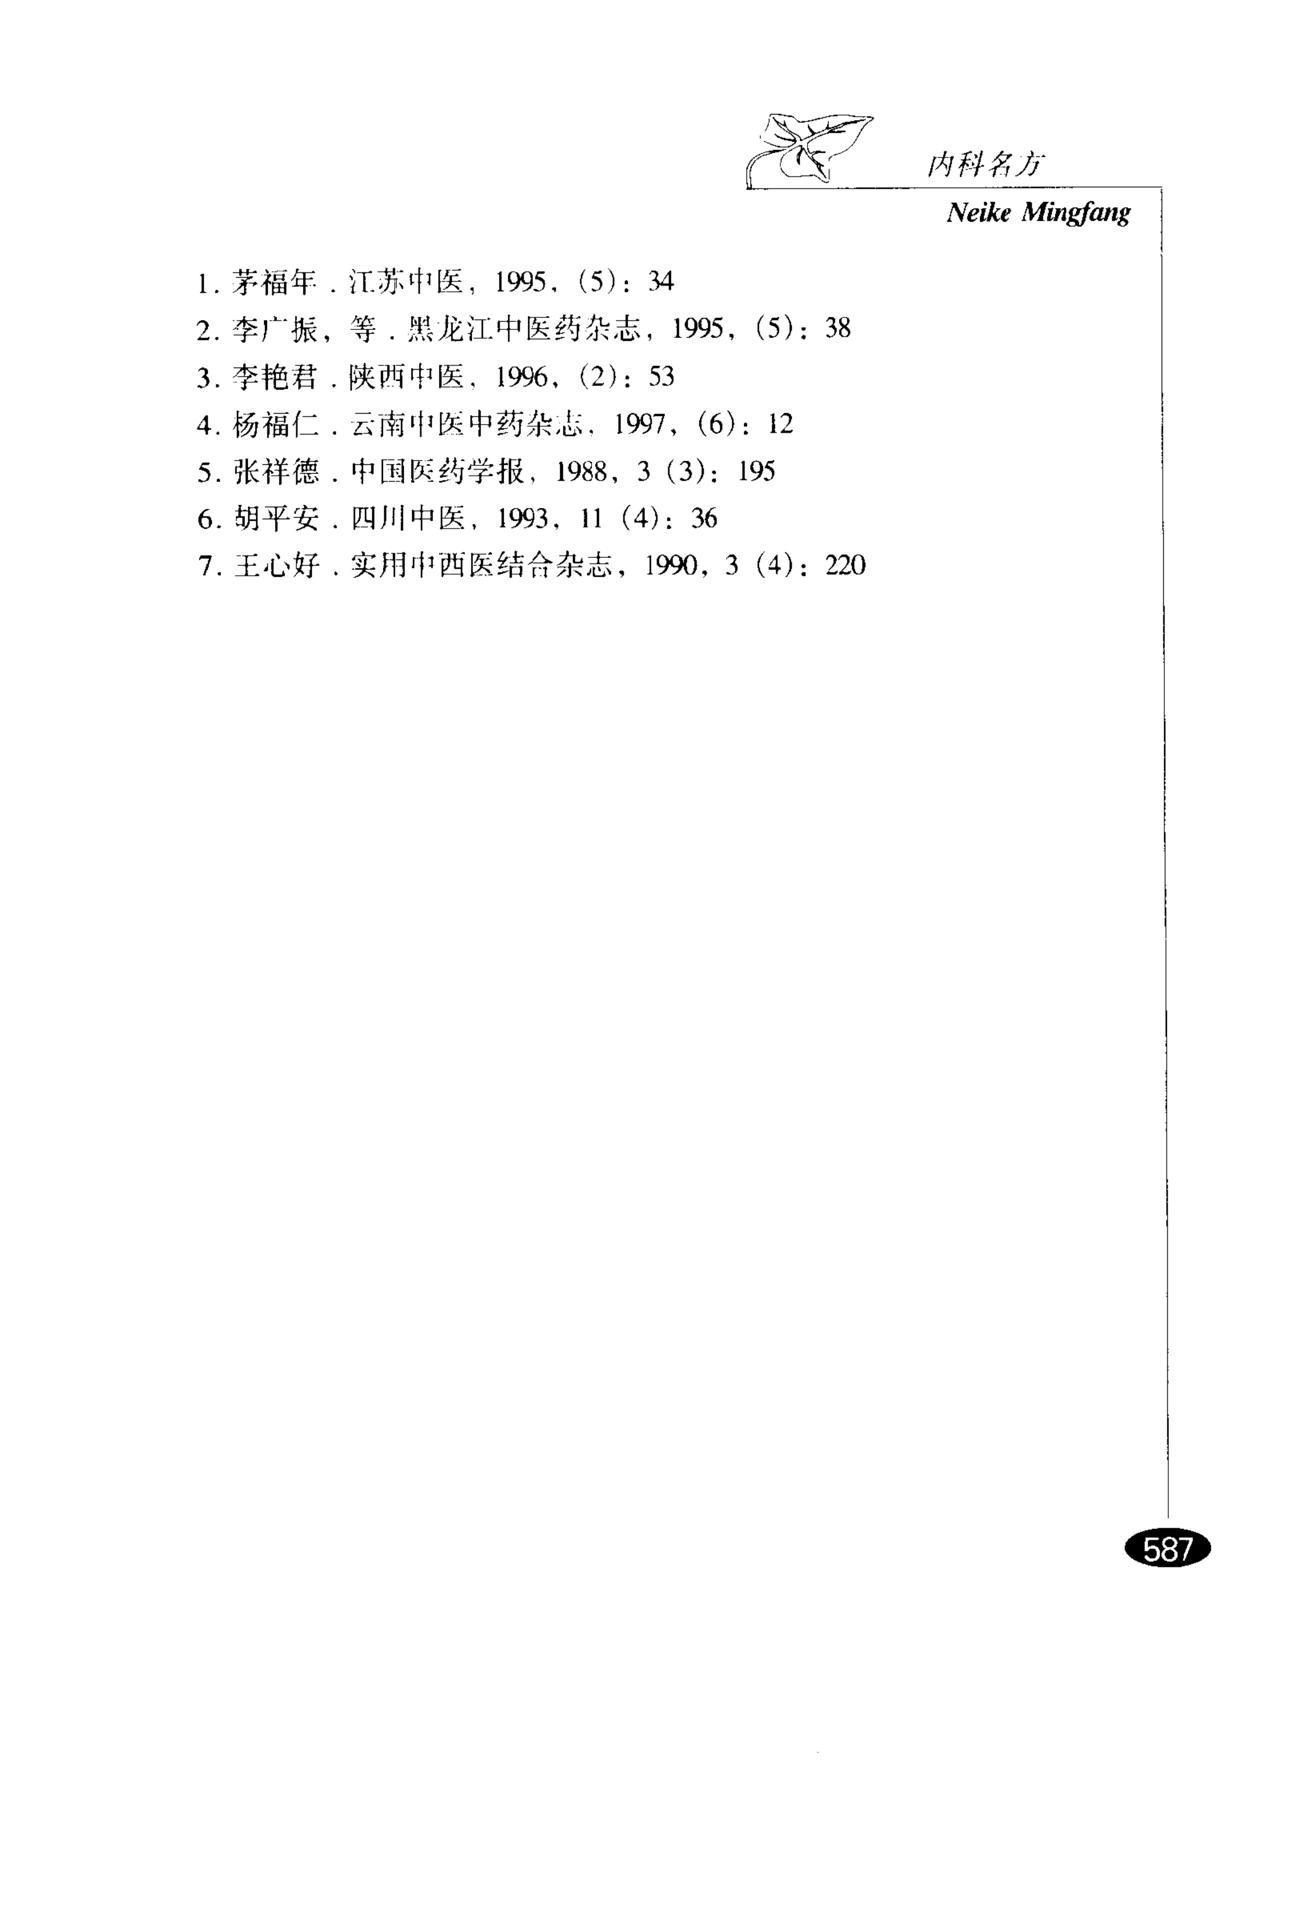 内科名方
Neike Mingfang
1. 茅福年．江苏中医，1995，（5）：34
2. 李广振，等．黑龙江中医药杂志，1995，（5）：38
3. 李艳君．陕西中医，1996，（2）：53
4. 杨福仁．云南中医中药杂志，1997，（6）：12
5. 张祥德．中国医药学报，1988，3（3）：195
6. 胡平安．四川中医，1993，11（4）：36
7. 王心好．实用中西医结合杂志，1990，3（4）：220
587